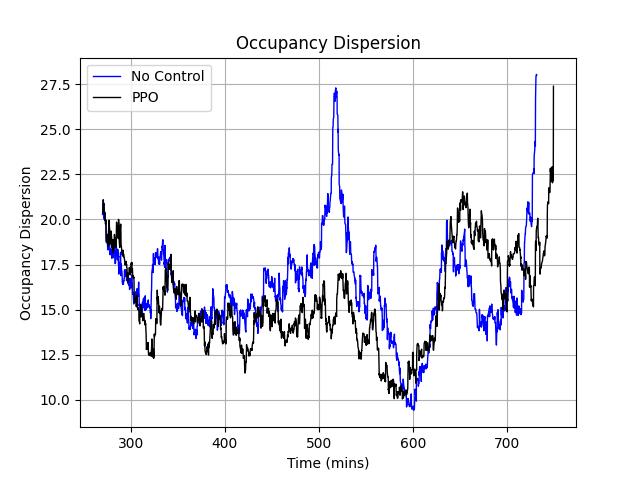 Occupancy Dispersion
No Control
PPO
27.5
25.0
22.5
20.0
17.5
15.0
12.5
10.0
Occupancy Dispersion
300 400 500 600 700
Time (mins)